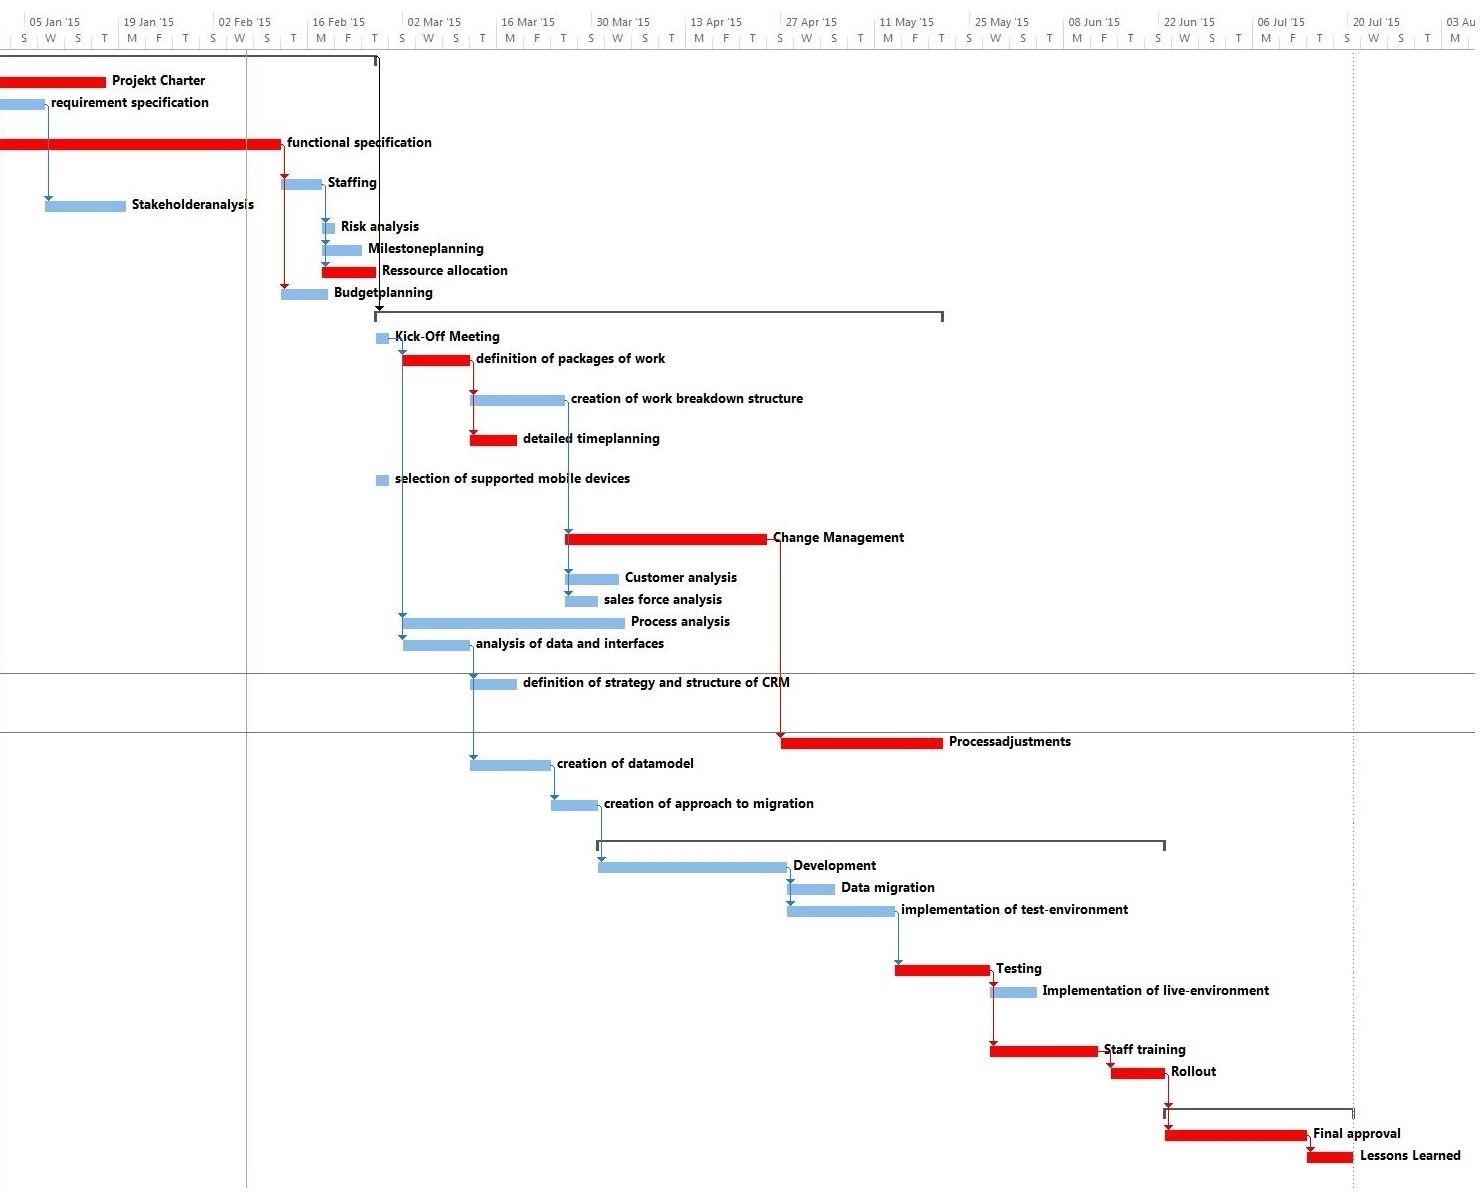 05 Jan '15 19 Jan '15 02 Feb '15 16 Feb '15 02 Mar '15 16 Mar '15 30 Mar '15 13 Apr '15 27 Apr '15 11 May '15 25 May '15 08 Jun '15 22 Jun '15 06 Jul '15 20 Jul '15 03 Au
S W S T M F T S W S T M F T S W S T M F T S W S T M F T S W S T M F T S W S T M F T S W S T M F T S W S T M
Projekt Charter
requirement specification
functional specification
Staffing
Stakeholderanalysis
Risk analysis
Milestoneplanning
Ressource allocation
Budgetplanning
Kick-Off Meeting
definition of packages of work
creation of work breakdown structure
detailed timeplanning
selection of supported mobile devices
Change Management
Customer analysis
sales force analysis
Process analysis
analysis of data and interfaces
definition of strategy and structure of CRM
Processadjustments
creation of datamodel
creation of approach to migration
Development
Data migration
implementation of test-environment
Testing
Implementation of live-environment
Staff training
Rollout
Final approval
Lessons Learned